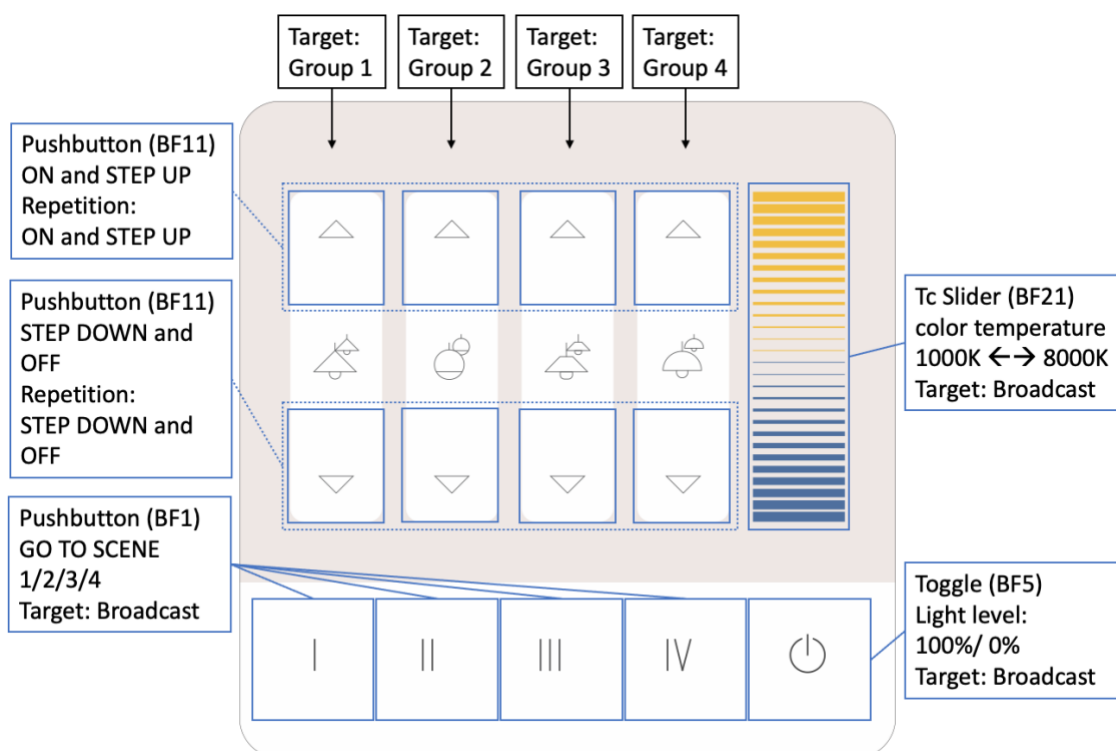 Target:
Group 1
Target:
Group 2
Target:
Group 3
Target:
Group 4
Pushbutton (BF11)
ON and STEP UP
Repetition:
ON and STEP UP
Pushbutton (BF11)
STEP DOWN and
OFF
Repetition:
STEP DOWN and
OFF
Tc Slider (BF21)
color temperature
1000K ←→ 8000K
Target: Broadcast
Pushbutton (BF1)
GO TO SCENE
1/2/3/4
Target: Broadcast
I
II
III
IV
Toggle (BF5)
Light level:
100%/ 0%
Target: Broadcast